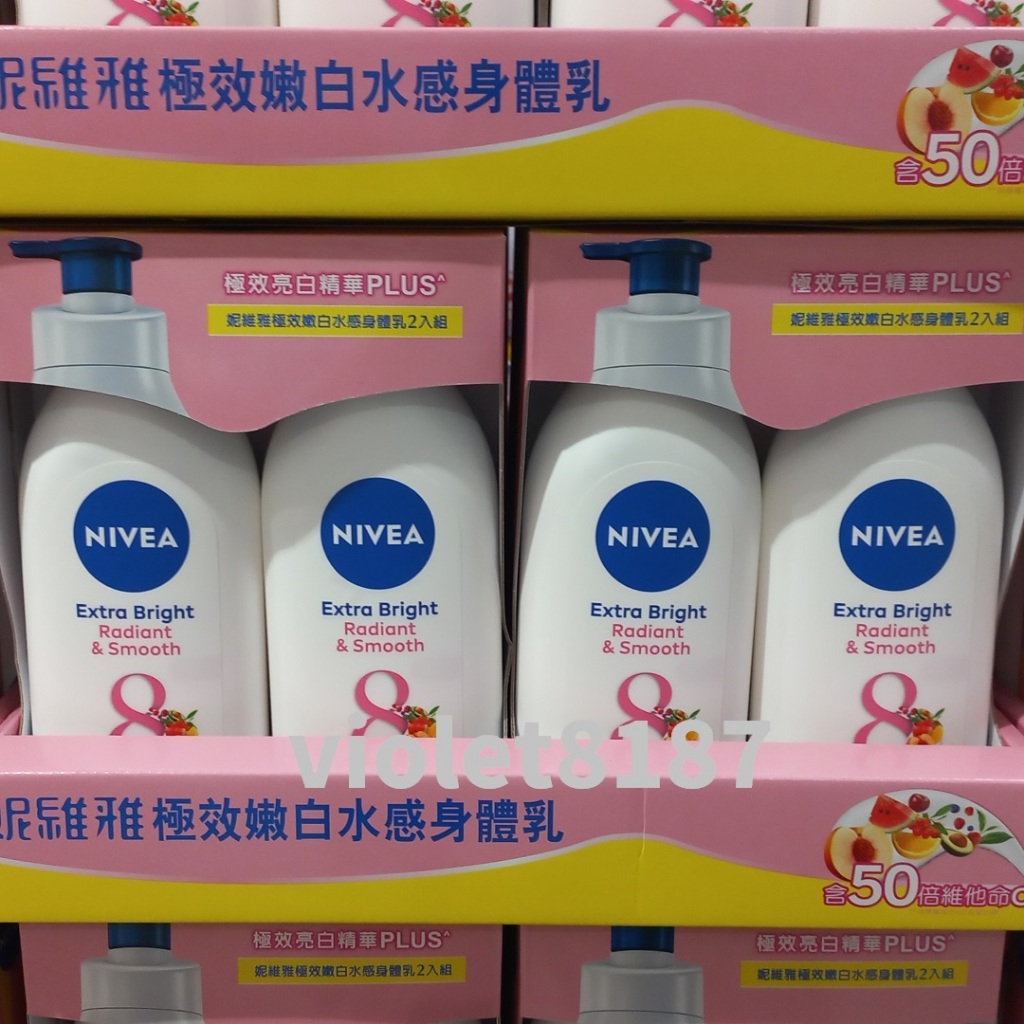 妮維雅極效嫩白水感身體乳
含50倍
極效亮白精華PLUS^
妮維雅極效嫩白水感身體乳2入組
極效亮白精華PLUS^
妮維雅極效嫩白水感身體乳2入組
NIVEA
Extra Bright
Radiant
& Smooth
8
NIVEA
Extra Bright
Radiant
& Smooth
8
NIVEA
Extra Bright
Radiant
& Smooth
8
NIVEA
Extra Bright
Radiant
& Smooth
8
violet8187
妮維雅極效嫩白水感身體乳
含50倍維他命C
極效亮白精華PLUS^
妮維雅極效嫩白水感身體乳2入組
極效亮白精華PLUS^
妮維雅極效嫩白水感身體乳2入組